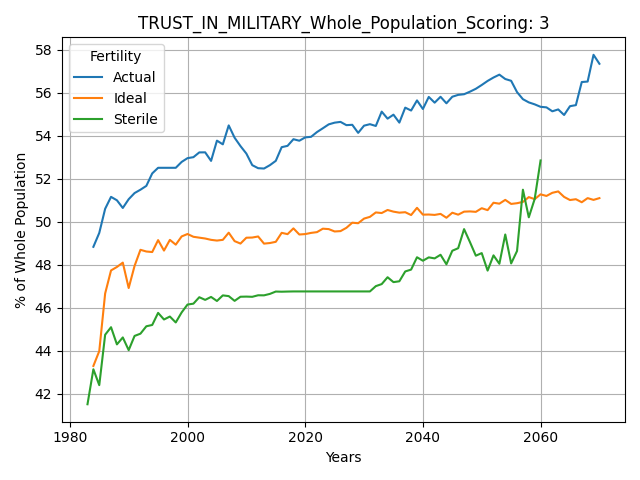 TRUST_IN_MILITARY_Whole_Population_Scoring: 3
Fertility
Actual
Ideal
Sterile
% of Whole Population
58
56
54
52
50
48
46
44
42
1980
2000
2020
2040
2060
Years